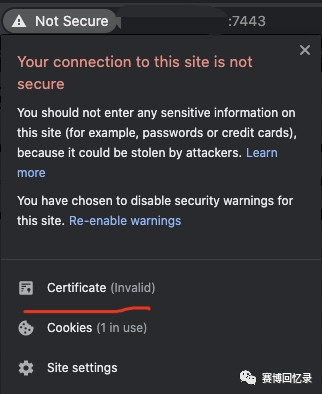 Not Secure
:7443
Your connection to this site is not
secure
You should not enter any sensitive information on
this site (for example, passwords or credit cards),
because it could be stolen by attackers. Learn
more
You have chosen to disable security warnings for
this site. Re-enable warnings
Certificate (Invalid)
Cookies (1 in use)
Site settings
赛博回忆录